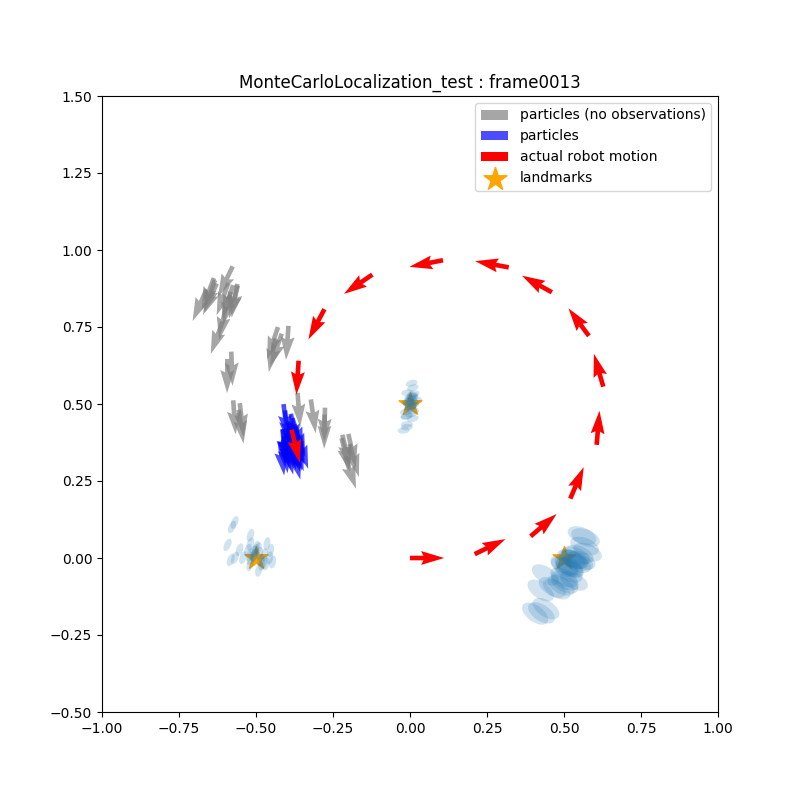 MonteCarloLocalization_test : frame0013
particles (no observations)
particles
actual robot motion
landmarks
1.50
1.25
1.00
0.75
0.50
0.25
0.00
−0.25
−0.50
−1.00 −0.75 −0.50 −0.25 0.00 0.25 0.50 0.75 1.00